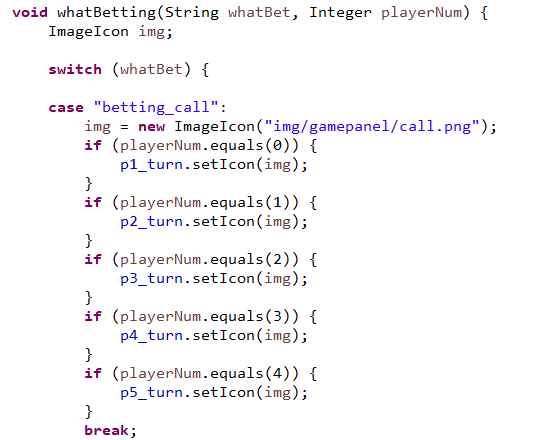 void whatBetting(String whatBet, Integer playerNum) {
    ImageIcon img;

    switch (whatBet) {

    case "betting_call":
        img = new ImageIcon("img/gamepanel/call.png");
        if (playerNum.equals(0)) {
            p1_turn.setIcon(img);
        }
        if (playerNum.equals(1)) {
            p2_turn.setIcon(img);
        }
        if (playerNum.equals(2)) {
            p3_turn.setIcon(img);
        }
        if (playerNum.equals(3)) {
            p4_turn.setIcon(img);
        }
        if (playerNum.equals(4)) {
            p5_turn.setIcon(img);
        }
        break;